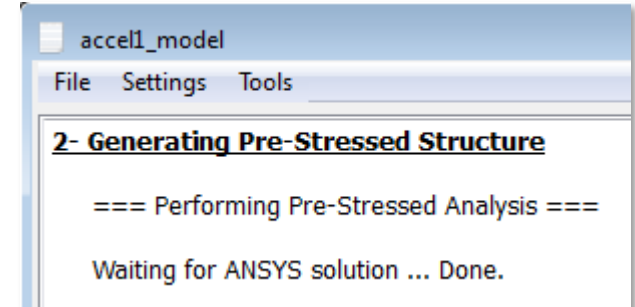 accel1_model
File Settings Tools
2- Generating Pre-Stressed Structure
=== Performing Pre-Stressed Analysis ===
Waiting for ANSYS solution ... Done.